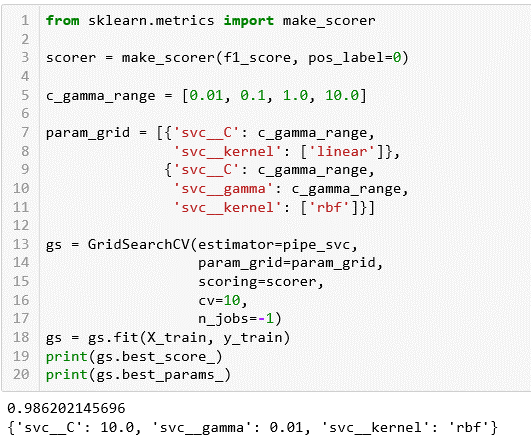 1 from sklearn.metrics import make_scorer
2
3 scorer = make_scorer(f1_score, pos_label=0)
4
5 c_gamma_range = [0.01, 0.1, 1.0, 10.0]
6
7 param_grid = [{'svc__C': c_gamma_range,
8                'svc__kernel': ['linear']},
9               {'svc__C': c_gamma_range,
10                'svc__gamma': c_gamma_range,
11                'svc__kernel': ['rbf']}]
12
13 gs = GridSearchCV(estimator=pipe_svc,
14                   param_grid=param_grid,
15                   scoring=scorer,
16                   cv=10,
17                   n_jobs=-1)
18 gs = gs.fit(X_train, y_train)
19 print(gs.best_score_)
20 print(gs.best_params_)
0.986202145696
{'svc__C': 10.0, 'svc__gamma': 0.01, 'svc__kernel': 'rbf'}